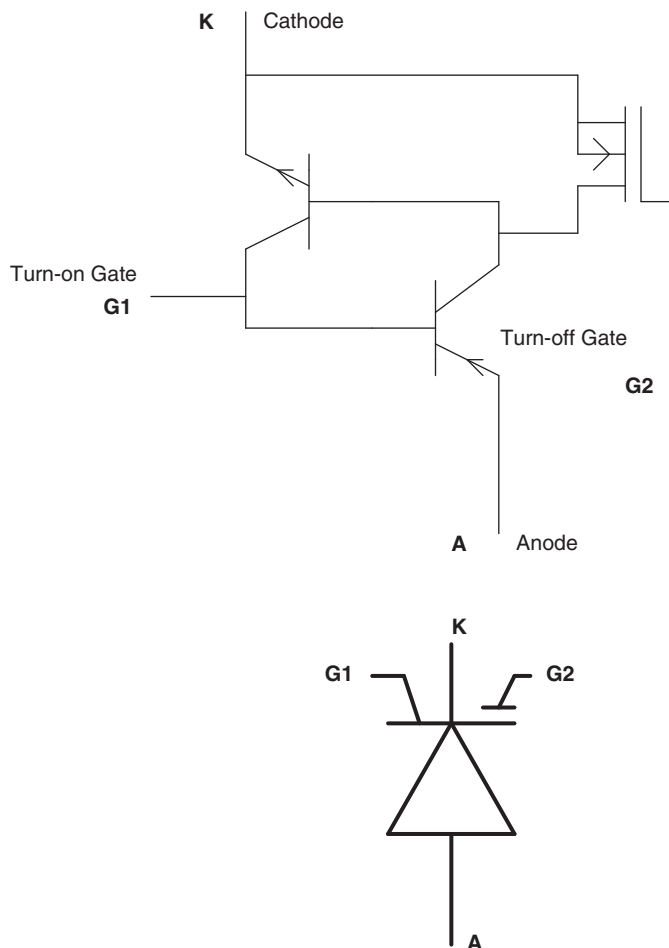 K Cathode
Turn-on Gate
G1
Turn-off Gate
G2
A Anode
K
G1 G2
A